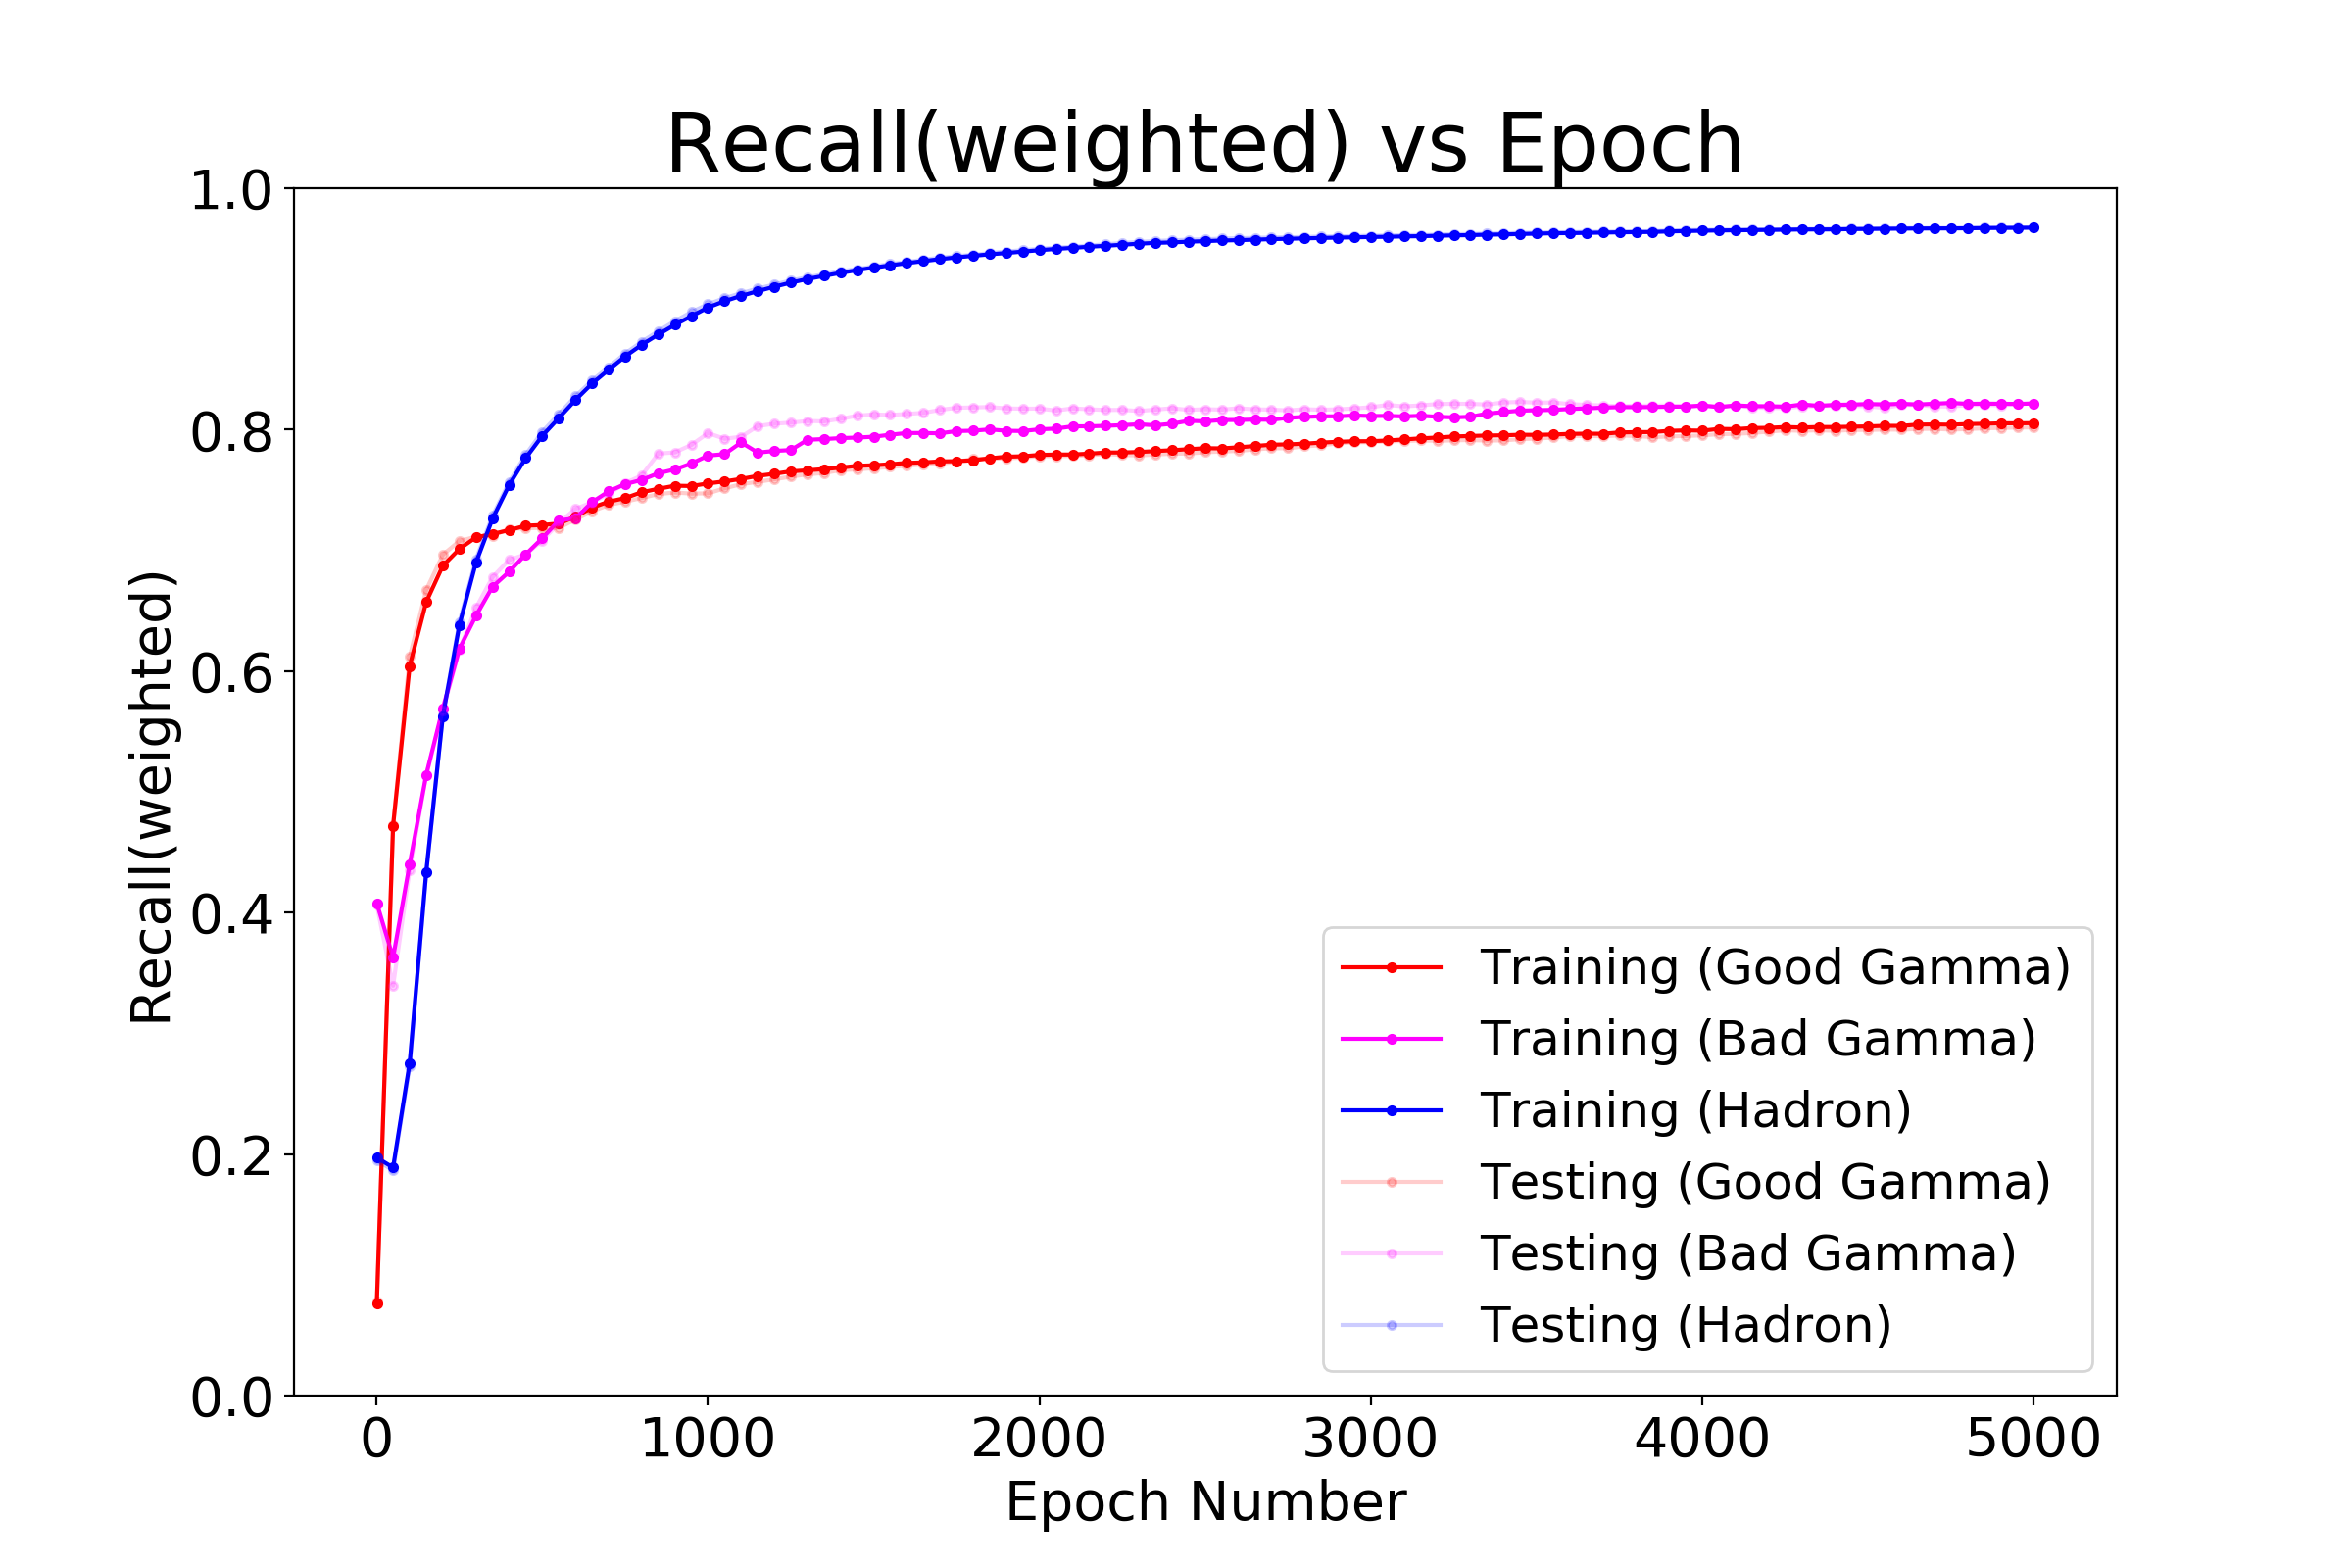 Recall(weighted) vs Epoch
1.0
0.8
0.6
0.4
0.2
0.0
Recall(weighted)
0 1000 2000 3000 4000 5000
Epoch Number
Training (Good Gamma)
Training (Bad Gamma)
Training (Hadron)
Testing (Good Gamma)
Testing (Bad Gamma)
Testing (Hadron)